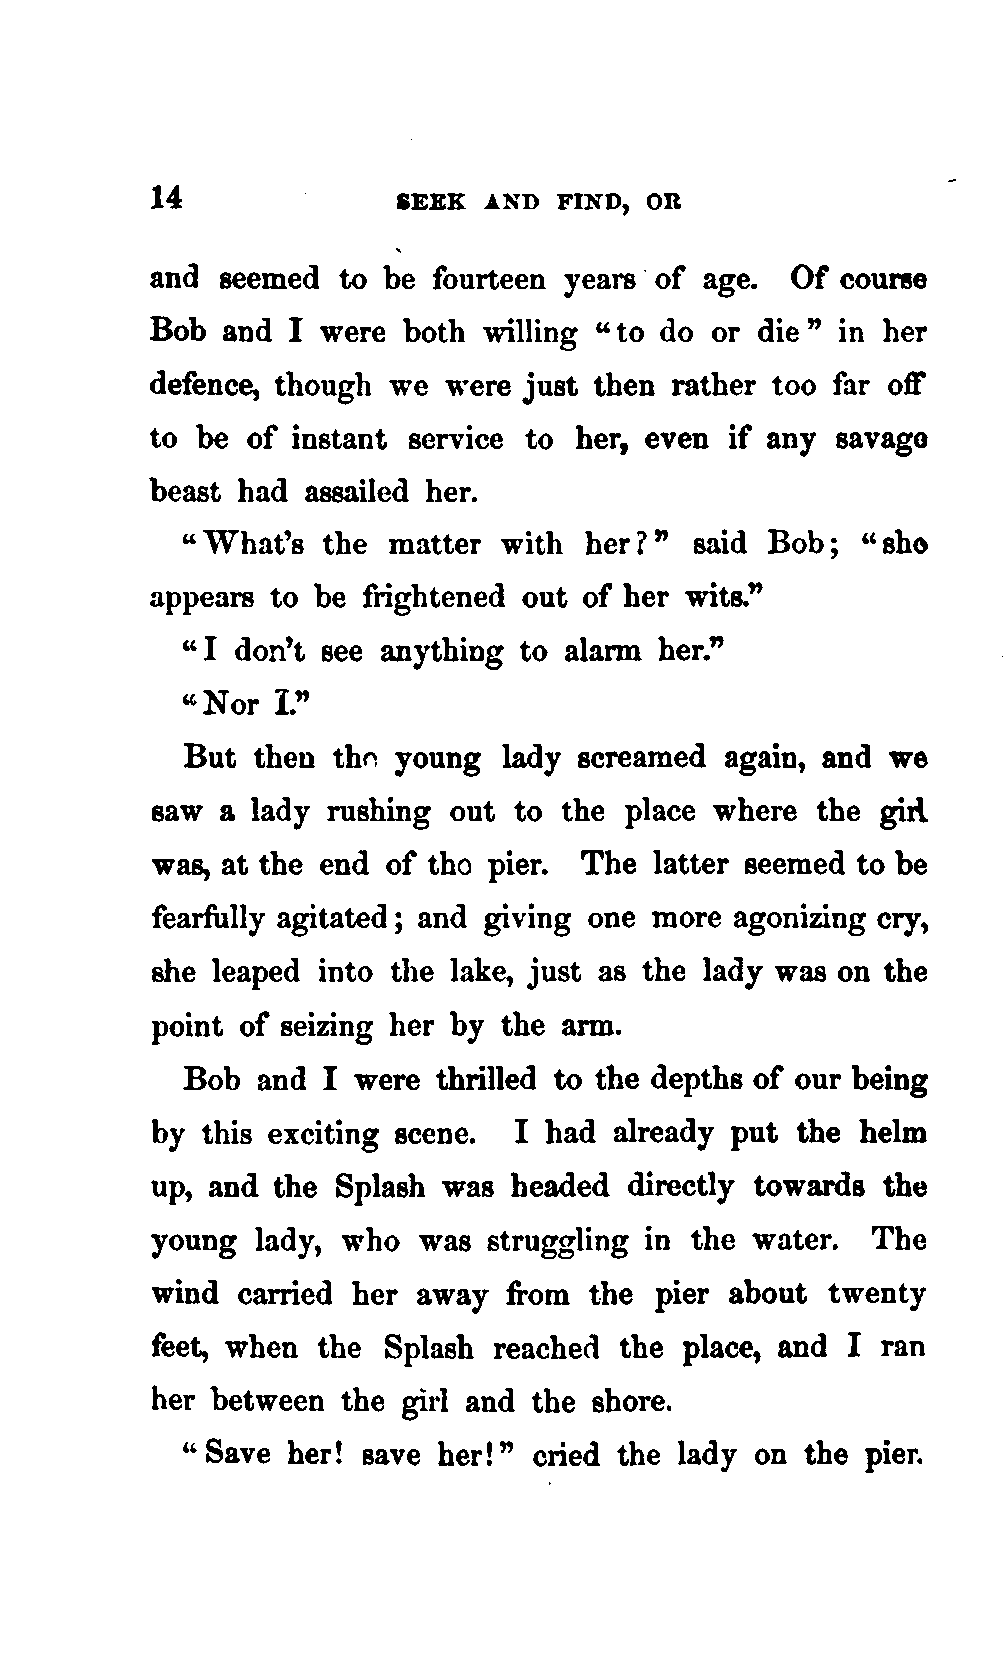 14 SEEK AND FIND, OR
and seemed to be fourteen years of age. Of course
Bob and I were both willing "to do or die" in her
defence, though we were just then rather too far off
to be of instant service to her, even if any savage
beast had assailed her.
"What's the matter with her?" said Bob; "she
appears to be frightened out of her wits."
"I don't see anything to alarm her."
"Nor I."
But then the young lady screamed again, and we
saw a lady rushing out to the place where the girl
was, at the end of the pier. The latter seemed to be
fearfully agitated; and giving one more agonizing cry,
she leaped into the lake, just as the lady was on the
point of seizing her by the arm.
Bob and I were thrilled to the depths of our being
by this exciting scene. I had already put the helm
up, and the Splash was headed directly towards the
young lady, who was struggling in the water. The
wind carried her away from the pier about twenty
feet, when the Splash reached the place, and I ran
her between the girl and the shore.
"Save her! save her!" cried the lady on the pier.